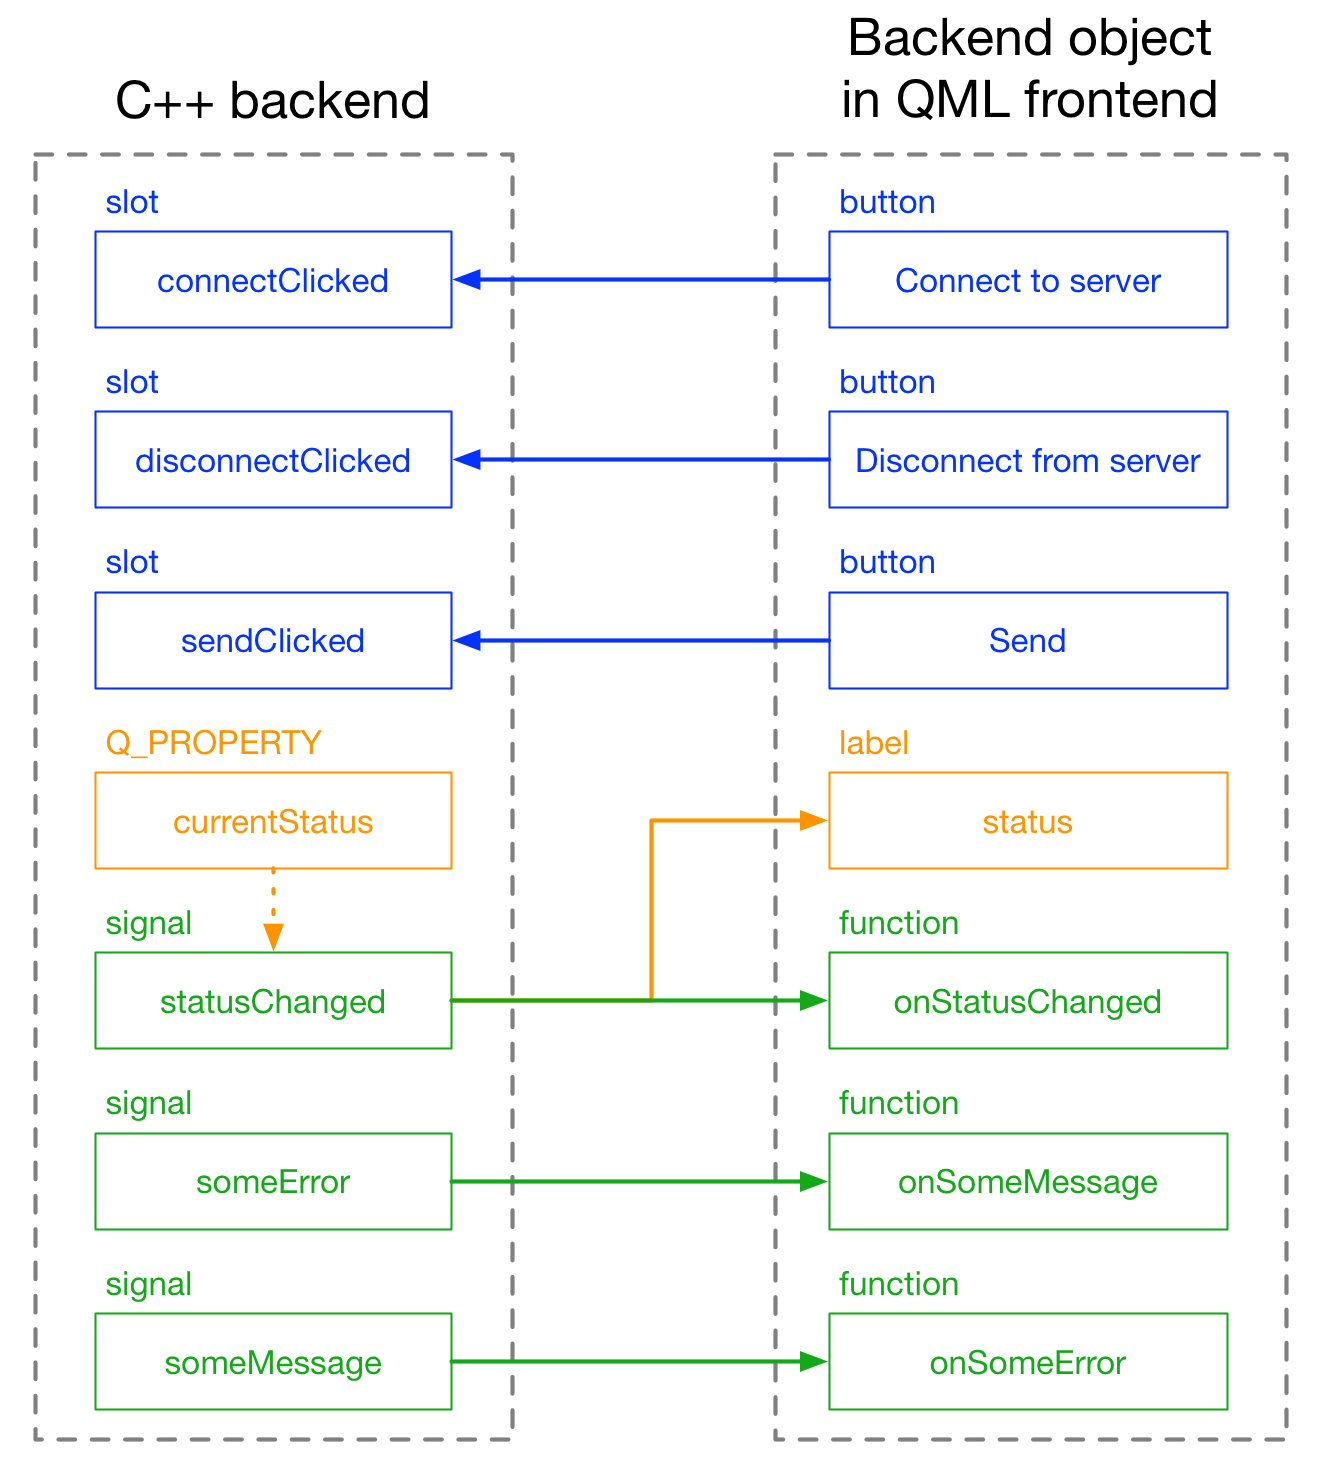 C++ backend
Backend object
in QML frontend
slot
connectClicked
button
Connect to server
slot
disconnectClicked
button
Disconnect from server
slot
sendClicked
button
Send
Q_PROPERTY
currentStatus
label
status
signal
statusChanged
function
onStatusChanged
signal
someError
function
onSomeMessage
signal
someMessage
function
onSomeError